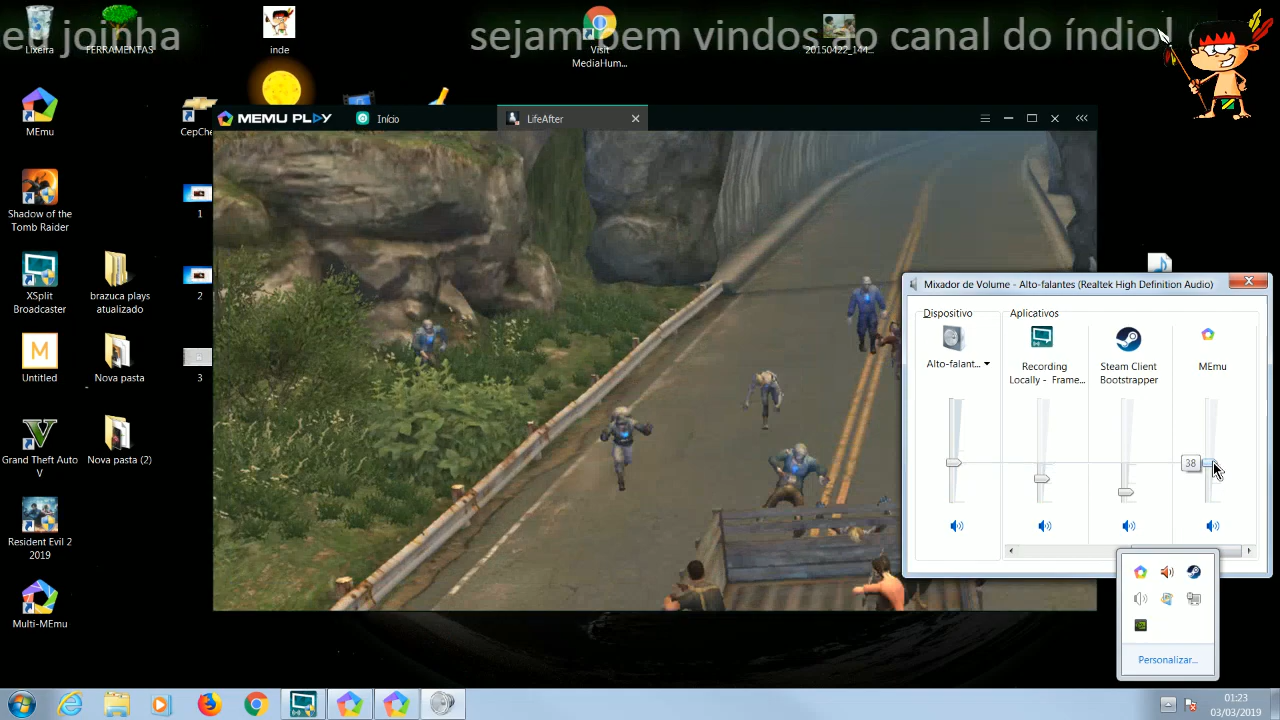 ei joinha
sejam bem vindos ao canal do índio
Lixeira
FERRAMENTAS
inde
Visit
MediaHum...
20150422_144...
MEmu
CepChe
MEMU PLAY
Início
LifeAfter
Shadow of the
Tomb Raider
1
XSplit
Broadcaster
brazuca plays
atualizado
2
M
Untitled
Nova pasta
3
Grand Theft Auto
V
Nova pasta (2)
Resident Evil 2
2019
Multi-MEmu
Mixador de Volume - Alto-falantes (Realtek High Definition Audio)
Dispositivo
Aplicativos
Alto-falant...
Recording
Locally - Frame...
Steam Client
Bootstrapper
MEmu
38
Personalizar...
01:23
03/03/2019